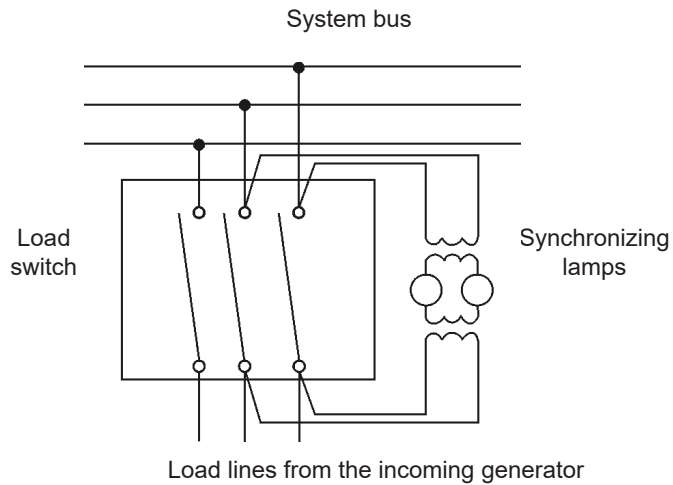 System bus
Load
switch
Synchronizing
lamps
Load lines from the incoming generator